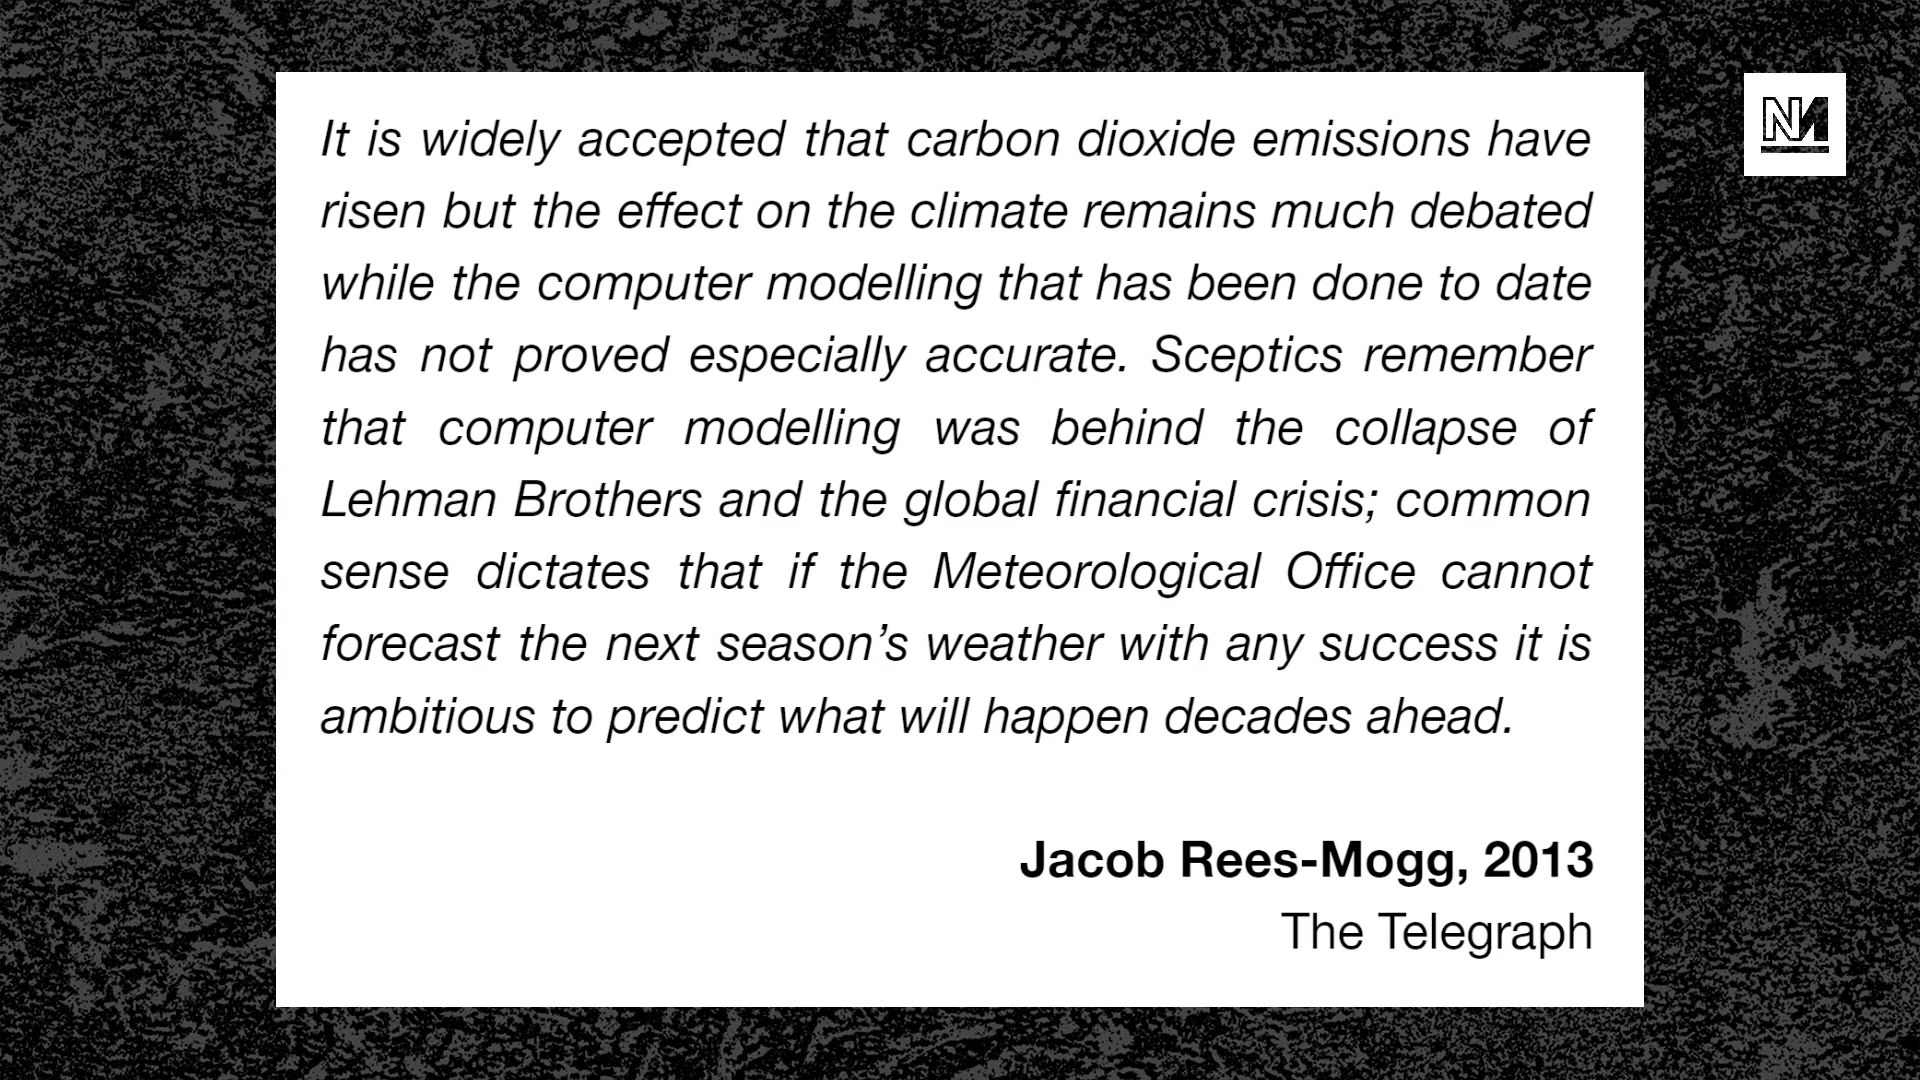 It is widely accepted that carbon dioxide emissions have
risen but the effect on the climate remains much debated
while the computer modelling that has been done to date
has not proved especially accurate. Sceptics remember
that computer modelling was behind the collapse of
Lehman Brothers and the global financial crisis; common
sense dictates that if the Meteorological Office cannot
forecast the next season’s weather with any success it is
ambitious to predict what will happen decades ahead.
Jacob Rees-Mogg, 2013
The Telegraph
NM